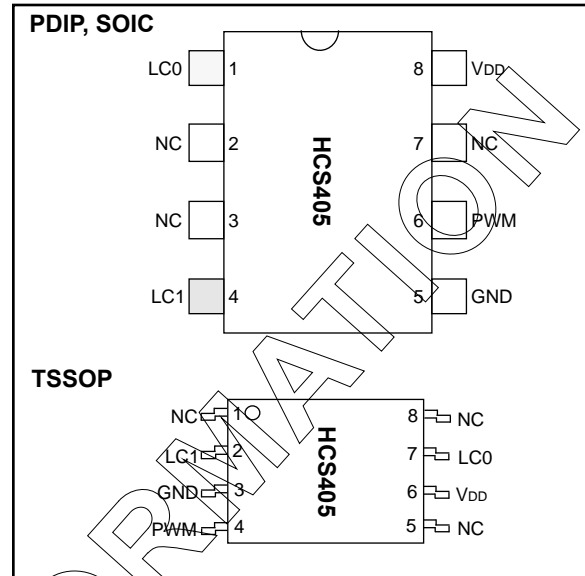 PDIP, SOIC
LC0 1 8 VDD
NC 2 7 NC
HCS405
NC 3 6 PWM
LC1 4 5 GND
TSSOP
NC 1 8 NC
LC1 2 7 LC0
HCS405
GND 3 6 VDD
PWM 4 5 NC
RMATION